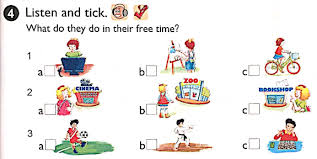 4 Listen and tick.
What do they do in their free time?
1
a b c
2 CINEMA ZOO BOOKSHOP
a b c
3
a b c